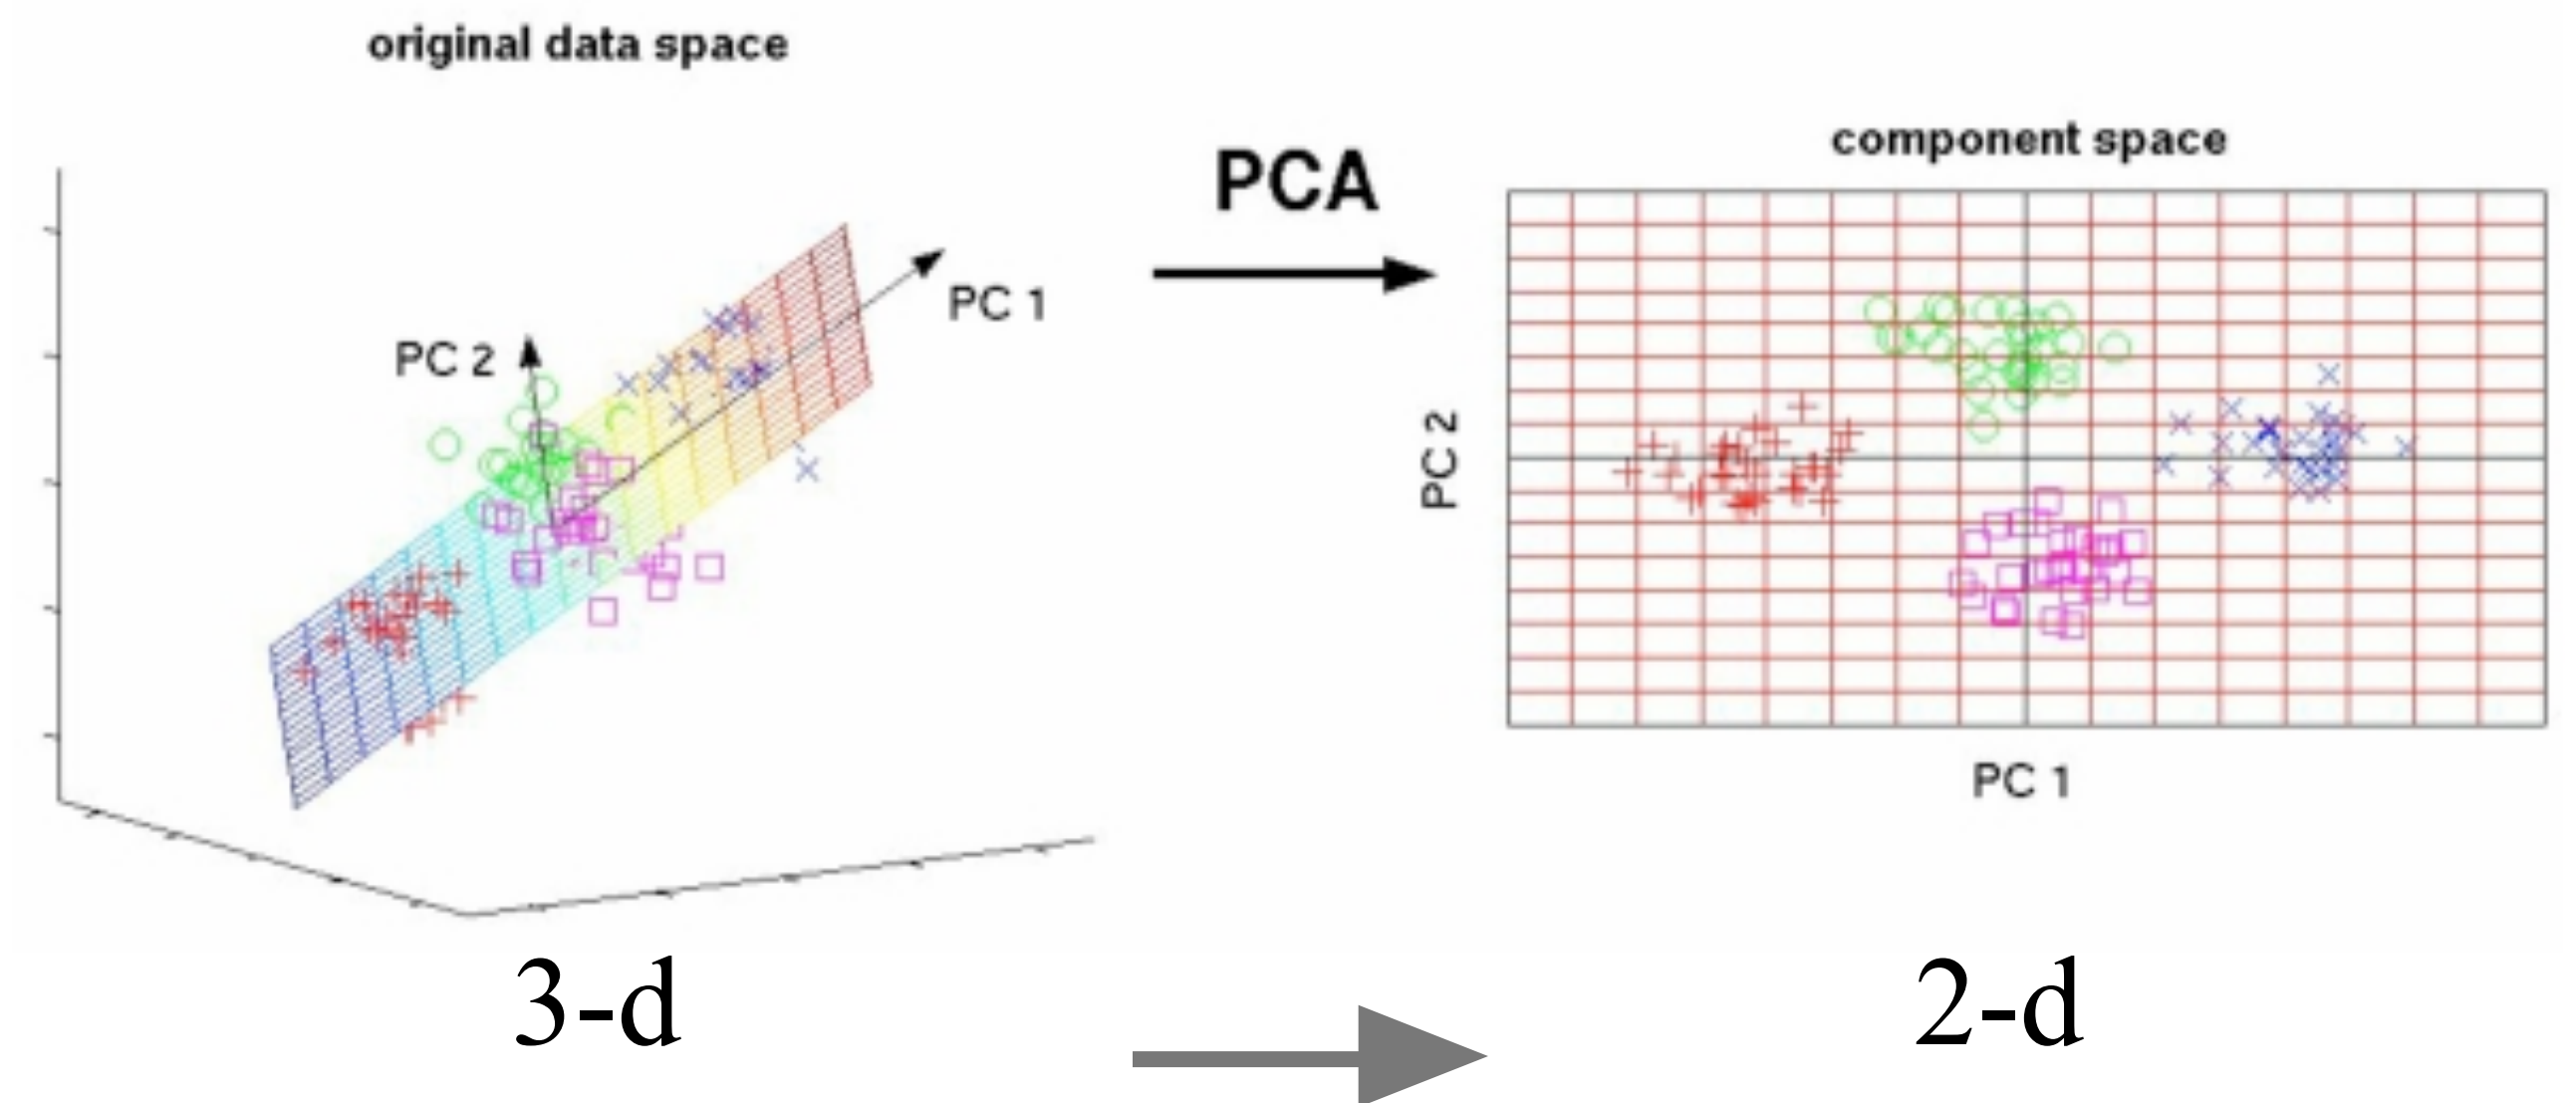 original data space
PC 1
PC 2
PCA
component space
PC 2
PC 1
3-d
2-d